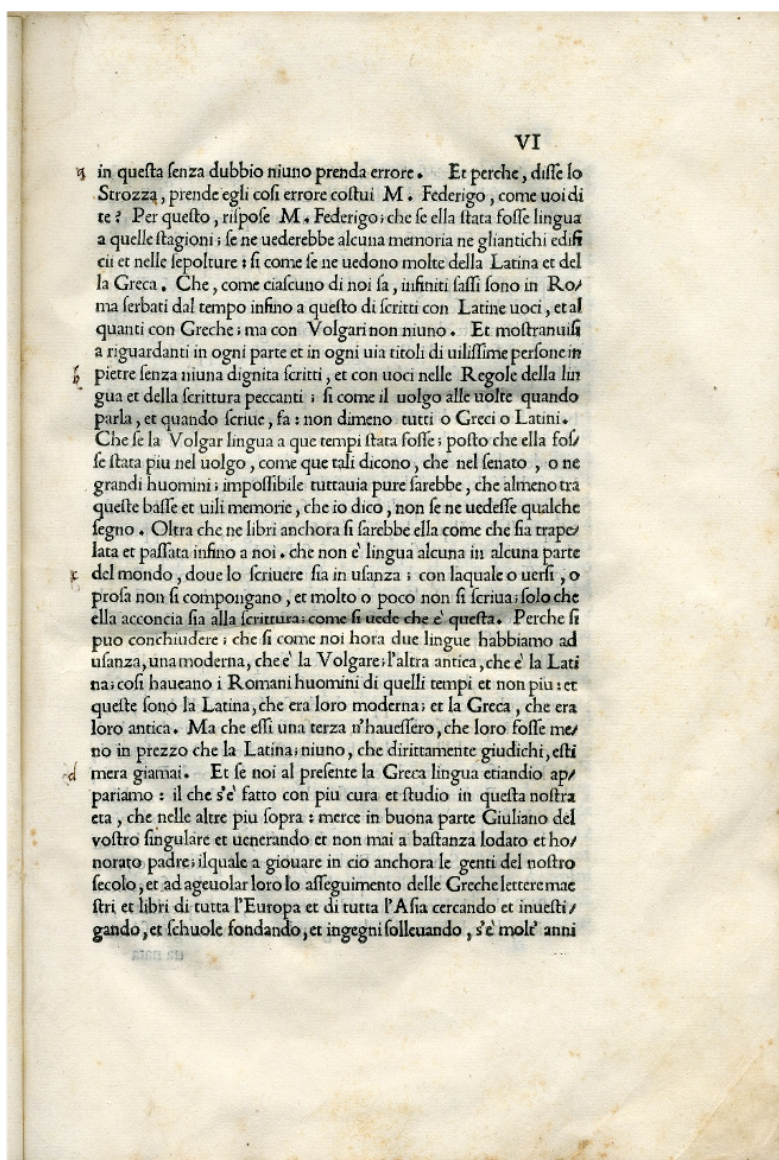 VI
in queſta ſenza dubbio niuno prenda errore. Et perche, diſſe lo
Strozza, prende egli coſi errore coſtui M. Federigo, come uoi di
te? Per queſto, riſpoſe M. Federigo; che ſe ella ſtata foſſe lingua
a quelle ſtagioni; ſe ne uederebbe alcuna memoria ne gliantichi edifi
cii et nelle ſepolture: ſi come ſe ne uedono molte della Latina et del
la Greca. Che, come ciaſcuno di noi ſa, infiniti ſaſſi ſono in Ro/
ma ſerbati dal tempo infino a queſto di ſcritti con Latine uoci, et al
quanti con Greche; ma con Volgari non niuno. Et moſtranuiſi
a riguardanti in ogni parte et in ogni uia titoli di uiliſſime perſone in
b pietre ſenza niuna dignita ſcritti, et con uoci nelle Regole della lin
gua et della ſcrittura peccanti; ſi come il uolgo alle uolte quando
parla, et quando ſcriue, fa: non dimeno tutti o Greci o Latini.
Che ſe la Volgar lingua a que tempi ſtata foſſe; poſto che ella foſ/
ſe ſtata piu nel uolgo, come que tali dicono, che nel ſenato, o ne
grandi huomini; impoſſibile tuttauia pure ſarebbe, che almeno tra
queſte baſſe et uili memorie, che io dico, non ſe ne uedeſſe qualche
ſegno. Oltra che ne libri anchora ſi ſarebbe ella come che ſia trape/
lata et paſſata infino a noi. che non e` lingua alcuna in alcuna parte
c del mondo, doue lo ſcriuere ſia in uſanza; con laquale o uerſi, o
proſa non ſi compongano, et molto o poco non ſi ſcriua; ſolo che
ella acconcia ſia alla ſcrittura; come ſi uede che e` queſta. Perche ſi
puo conchiudere; che ſi come noi hora due lingue habbiamo ad
uſanza, una moderna, che e` la Volgare; l'altra antica, che e` la Lati
na; coſi haueano i Romani huomini di quelli tempi et non piu: et
queſte ſono la Latina, che era loro moderna; et la Greca, che era
loro antica. Ma che eſſi una terza n'haueſſero, che loro foſſe me/
no in prezzo che la Latina; niuno, che dirittamente giudichi, eſti
d mera giamai. Et ſe noi al preſente la Greca lingua etiandio ap/
pariamo: il che s'e` fatto con piu cura et ſtudio in queſta noſtra
eta, che nelle altre piu ſopra: merce in buona parte Giuliano del
voſtro ſingulare et uenerando et non mai a baſtanza lodato et ho/
norato padre; ilquale a giouare in cio anchora le genti del noſtro
ſecolo, et ad ageuolar loro lo aſſeguimento delle Greche lettere mae
ſtri et libri di tutta l'Europa et di tutta l'Aſia cercando et inueſti/
gando, et ſchuole fondando, et ingegni ſolleuando, s'e` molt' anni